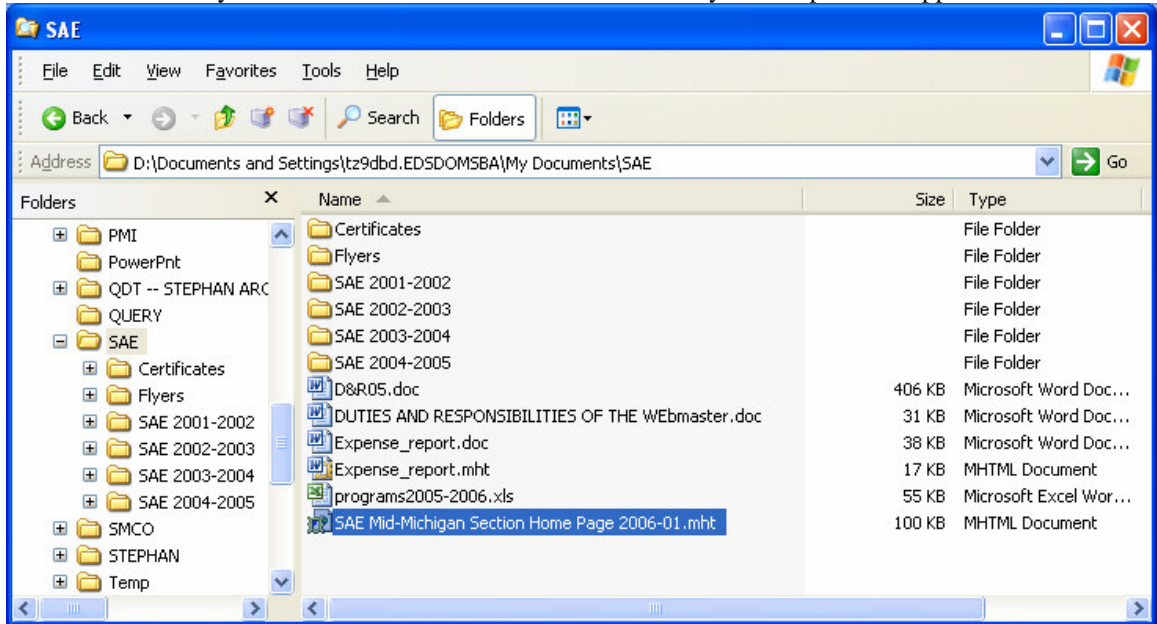 SAE
File Edit View Favorites Tools Help
Back Search Folders
Address D:\Documents and Settings\tz9dbd.EDSDOMSBA\My Documents\SAE Go
Folders Name Size Type
PMI
PowerPnt
QDT -- STEPHAN ARC
QUERY
SAE
Certificates
Flyers
SAE 2001-2002
SAE 2002-2003
SAE 2003-2004
SAE 2004-2005
SMCO
STEPHAN
Temp
Certificates File Folder
Flyers File Folder
SAE 2001-2002 File Folder
SAE 2002-2003 File Folder
SAE 2003-2004 File Folder
SAE 2004-2005 File Folder
D&R05.doc 406 KB Microsoft Word Doc...
DUTIES AND RESPONSIBILITIES OF THE WEbmaster.doc 31 KB Microsoft Word Doc...
Expense_report.doc 38 KB Microsoft Word Doc...
Expense_report.mht 17 KB MHTML Document
programs2005-2006.xls 55 KB Microsoft Excel Wor...
SAE Mid-Michigan Section Home Page 2006-01.mht 100 KB MHTML Document